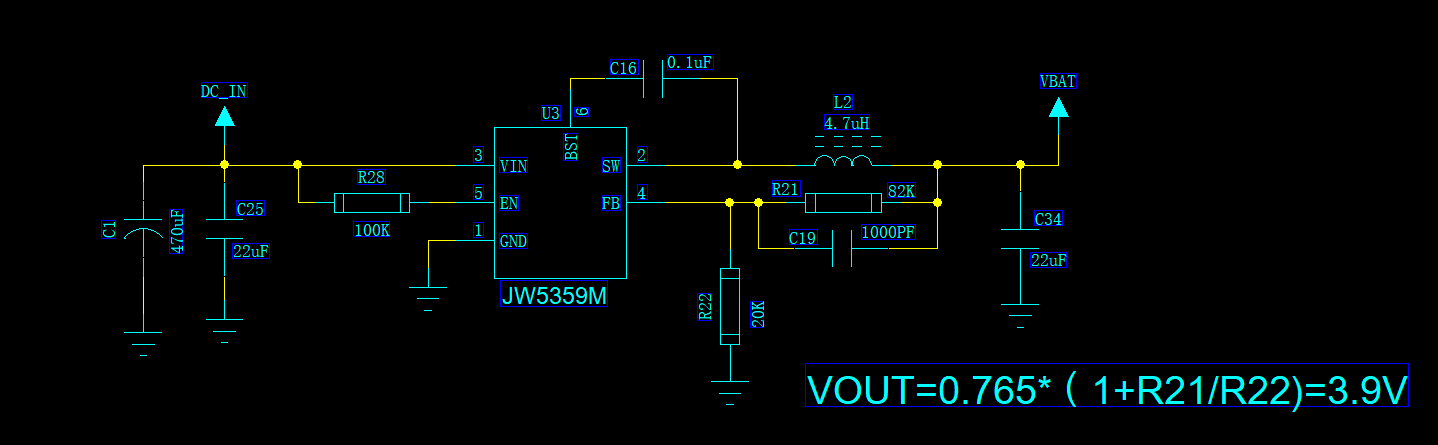 C16
0.1uF
DC_IN
VBAT
U3
6
L2
4.7uH
BST
3
VIN
SW
2
R28
5
EN
FB
4
R21
82K
C1
470uF
C25
22uF
100K
1
GND
C19
1000PF
C34
22uF
JW5359M
R22
20K
VOUT=0.765*（1+R21/R22)=3.9V